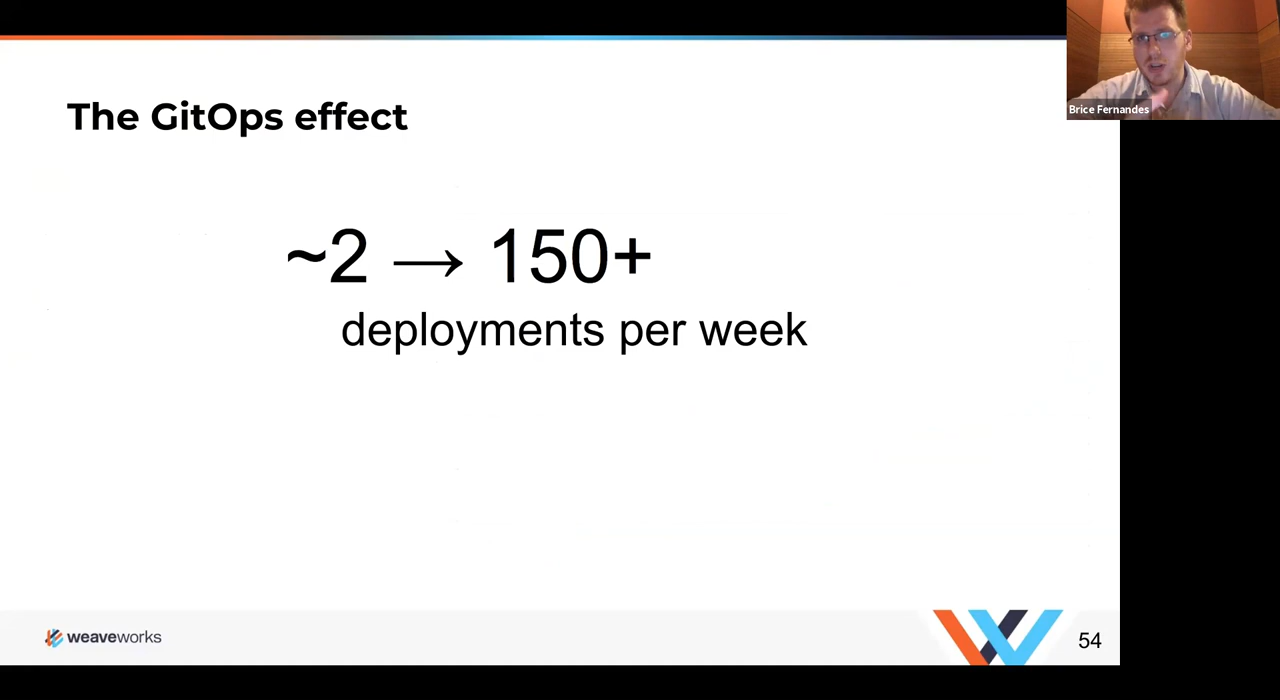 Brice Fernandes
The GitOps effect
~2 → 150+
deployments per week
weaveworks
54